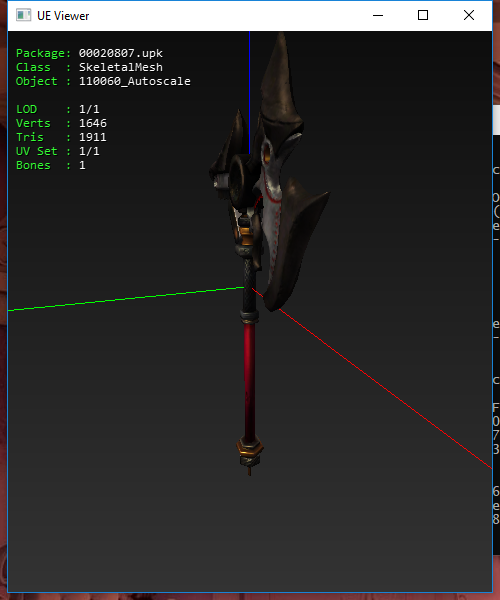 UE Viewer
Package: 00020807.upk
Class : SkeletalMesh
Object : 110060_Autoscale
LOD : 1/1
Verts : 1646
Tris : 1911
UV Set : 1/1
Bones : 1